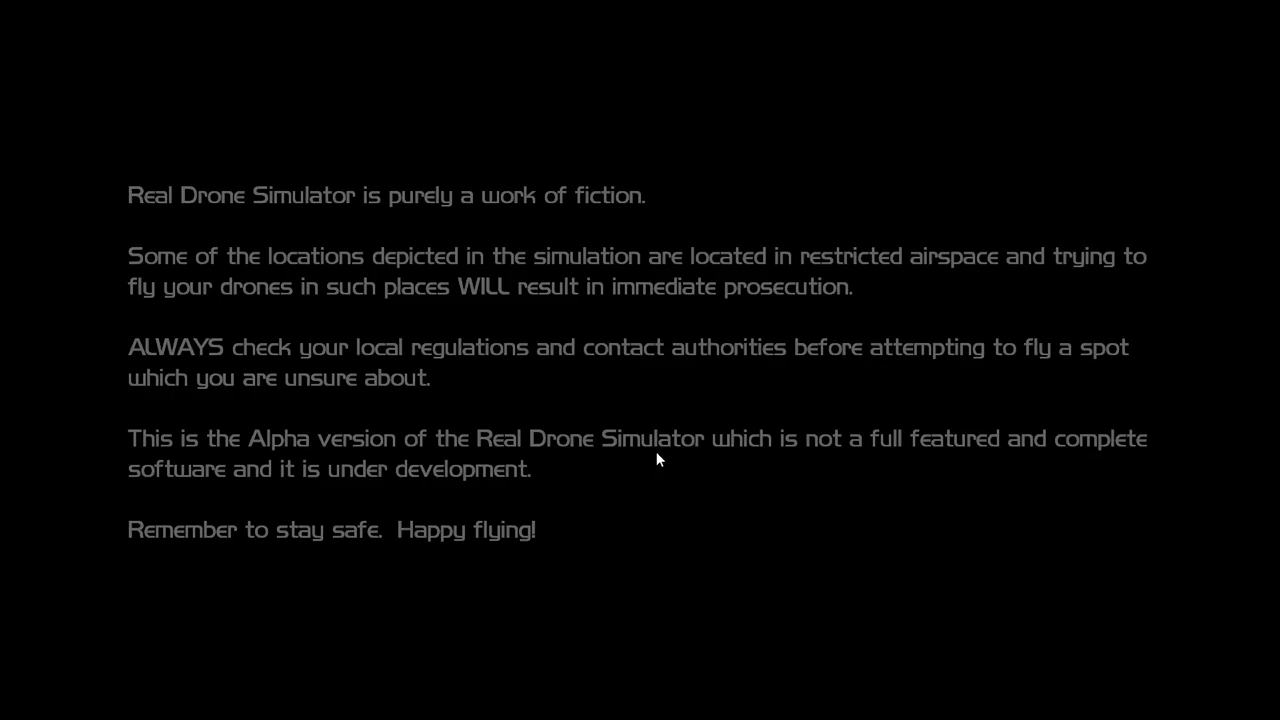 Real Drone Simulator is purely a work of fiction.
Some of the locations depicted in the simulation are located in restricted airspace and trying to
fly your drones in such places WILL result in immediate prosecution.
ALWAYS check your local regulations and contact authorities before attempting to fly a spot
which you are unsure about.
This is the Alpha version of the Real Drone Simulator which is not a full featured and complete
software and it is under development.
Remember to stay safe.  Happy flying!